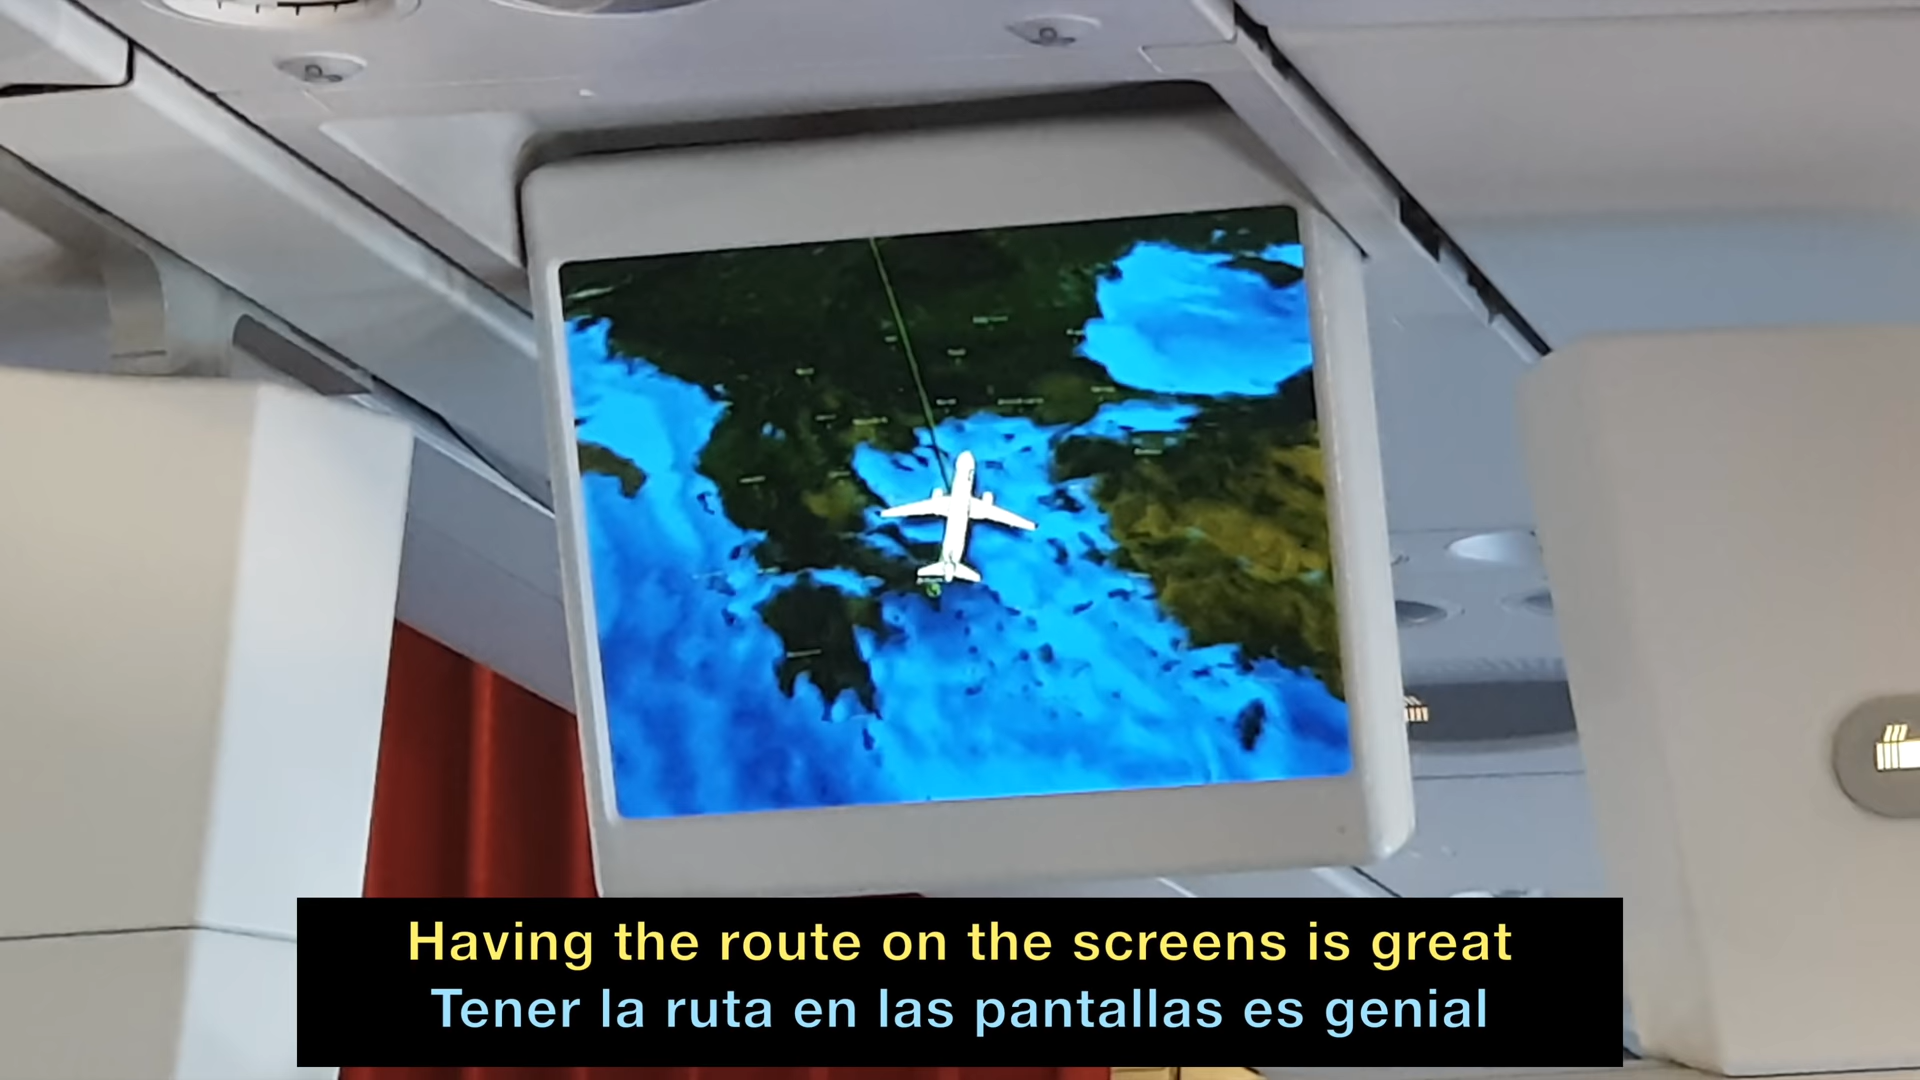 Having the route on the screens is great
Tener la ruta en las pantallas es genial